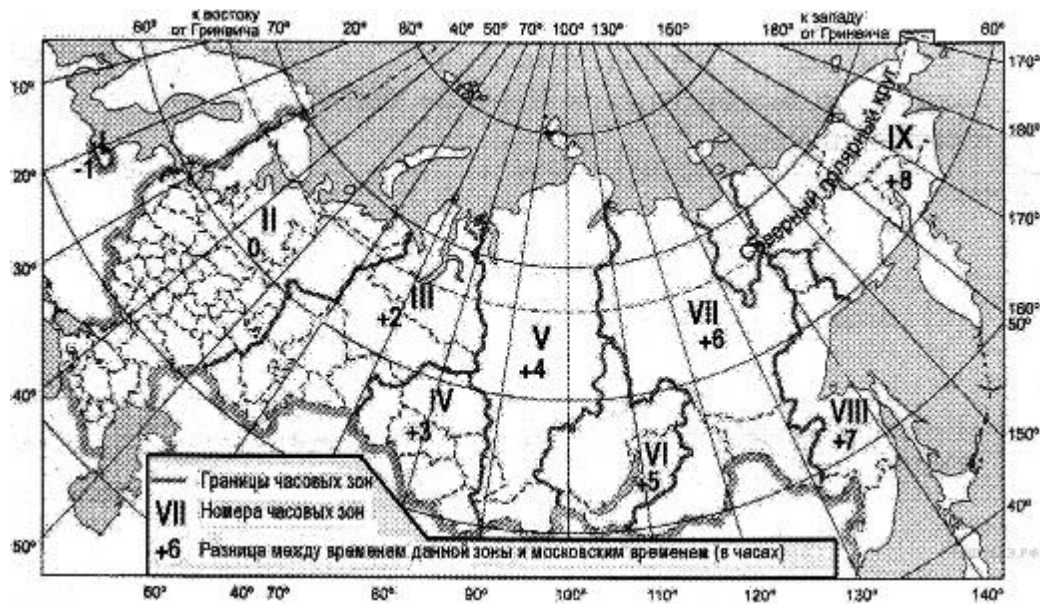 к востоку
от Гринвича
к западу
от Гринвича
60° 70° 20° 80° 40° 50° 70° 100° 130° 150° 180° 60°
10°
20°
30°
40°
50°
170°
180°
170°
160°
50°
150°
40°
Северный полярный круг
I
-1
II
0
III
+2
IV
+3
V
+4
VI
+5
VII
+6
VIII
+7
IX
+8
Границы часовых зон
VII Номера часовых зон
+6 Разница между временем данной зоны и московским временем (в часах)
60° 40° 70° 80° 90° 100° 110° 120° 130° 140°